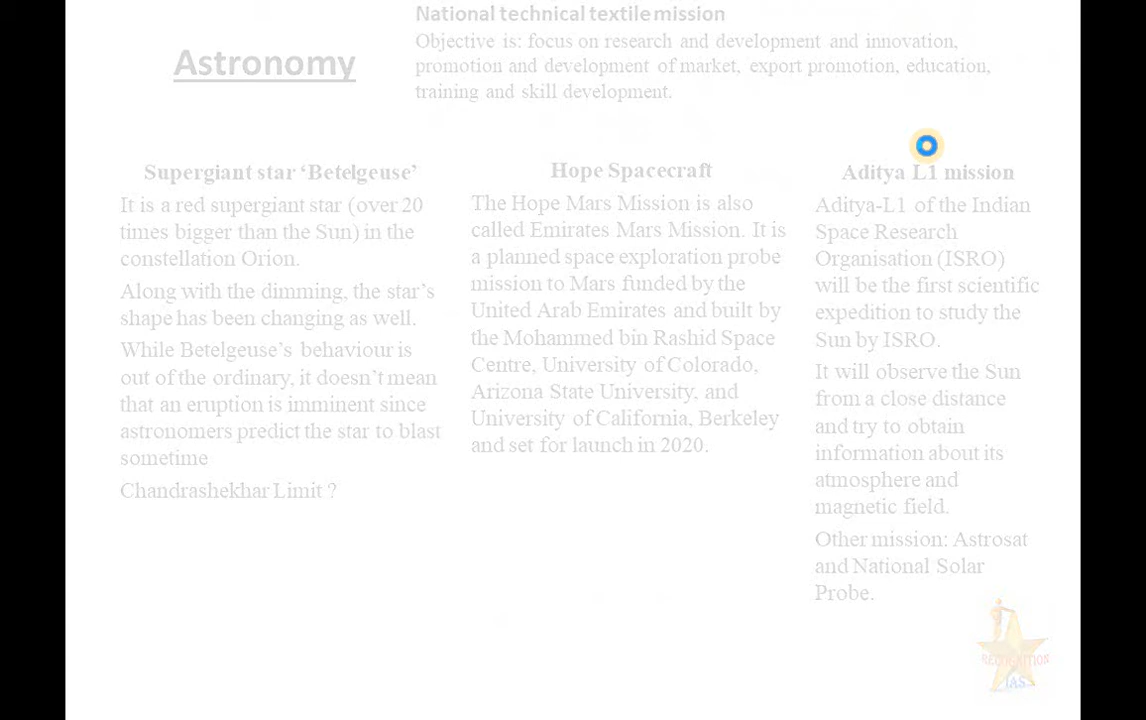 National technical textile mission
Objective is: focus on research and development and innovation,
promotion and development of market, export promotion, education,
training and skill development.
Astronomy
Supergiant star ‘Betelgeuse’
It is a red supergiant star (over 20
times bigger than the Sun) in the
constellation Orion.
Along with the dimming, the star’s
shape has been changing as well.
While Betelgeuse’s behaviour is
out of the ordinary, it doesn’t mean
that an eruption is imminent since
astronomers predict the star to blast
sometime
Chandrashekhar Limit ?
Hope Spacecraft
The Hope Mars Mission is also
called Emirates Mars Mission. It is
a planned space exploration probe
mission to Mars funded by the
United Arab Emirates and built by
the Mohammed bin Rashid Space
Centre, University of Colorado,
Arizona State University, and
University of California, Berkeley
and set for launch in 2020.
Aditya L1 mission
Aditya-L1 of the Indian
Space Research
Organisation (ISRO)
will be the first scientific
expedition to study the
Sun by ISRO.
It will observe the Sun
from a close distance
and try to obtain
information about its
atmosphere and
magnetic field.
Other mission: Astrosat
and National Solar
Probe.
IAS